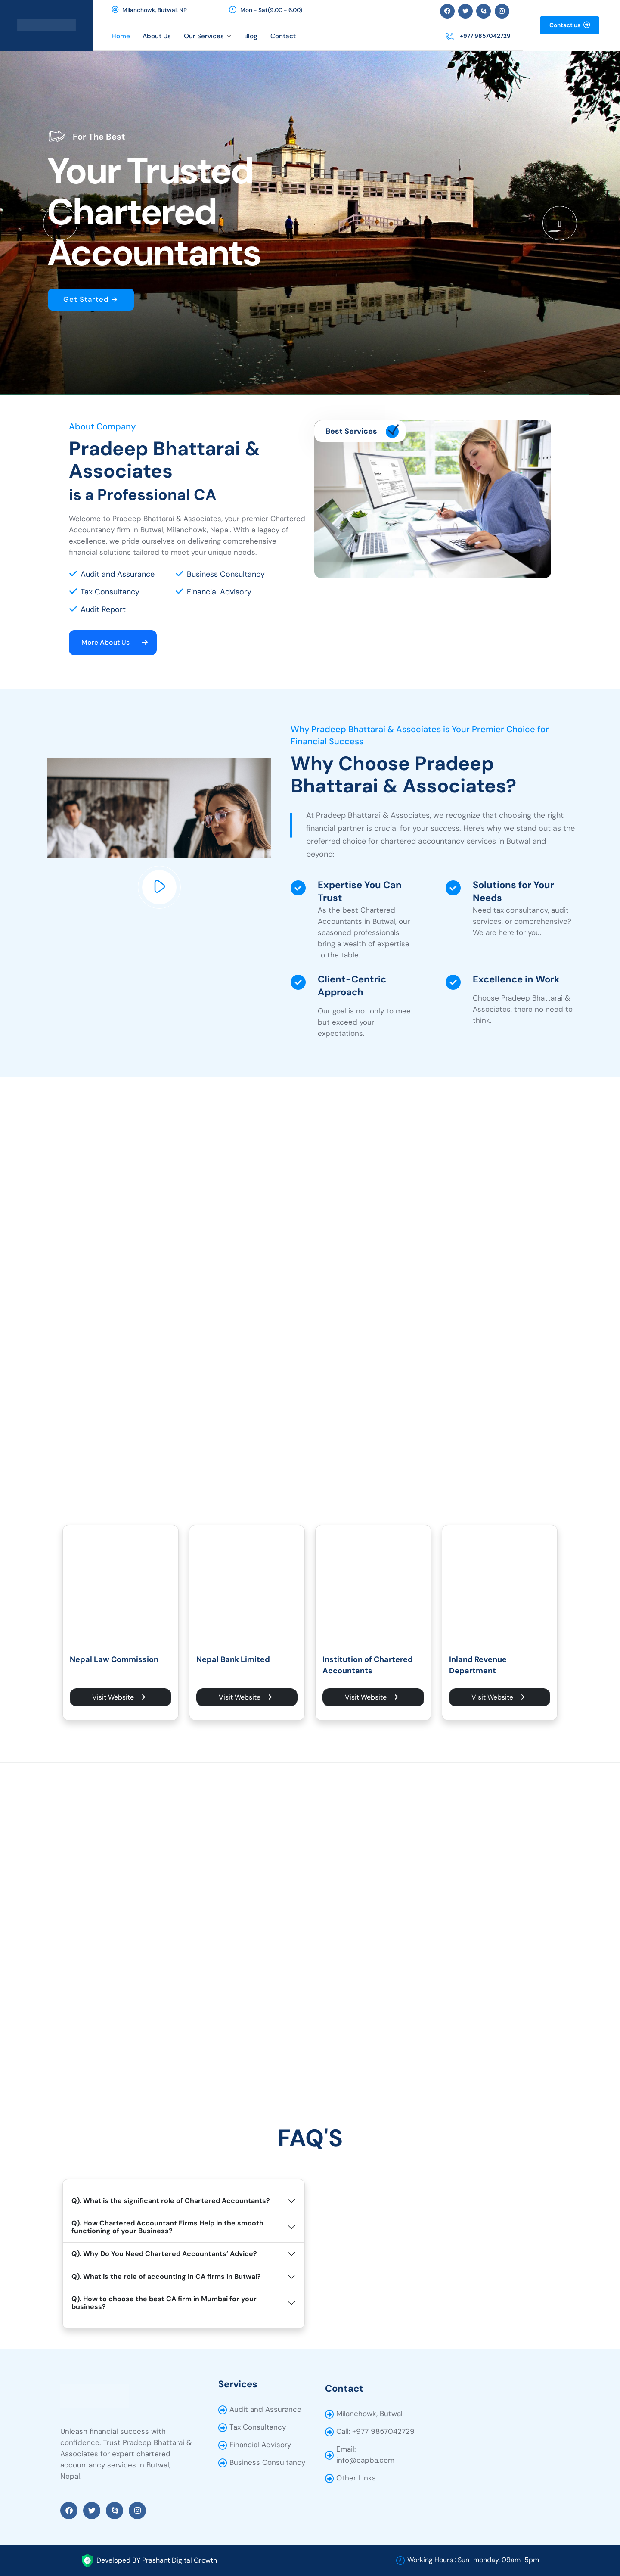 Milanchowk, Butwal, NP
Mon - Sat(9.00 - 6.00)
Contact us
Home
About Us
Our Services
Blog
Contact
+977 9857042729
For The Best
Your Trusted
Chartered
Accountants
Get Started
About Company
Pradeep Bhattarai &
Associates
is a Professional CA
Welcome to Pradeep Bhattarai & Associates, your premier Chartered
Accountancy firm in Butwal, Milanchowk, Nepal. With a legacy of
excellence, we pride ourselves on delivering comprehensive
financial solutions tailored to meet your unique needs.
Audit and Assurance
Business Consultancy
Tax Consultancy
Financial Advisory
Audit Report
More About Us
Best Services
Why Pradeep Bhattarai & Associates is Your Premier Choice for
Financial Success
Why Choose Pradeep
Bhattarai & Associates?
At Pradeep Bhattarai & Associates, we recognize that choosing the right
financial partner is crucial for your success. Here's why we stand out as the
preferred choice for chartered accountancy services in Butwal and
beyond:
Expertise You Can
Trust
As the best Chartered
Accountants in Butwal, our
seasoned professionals
bring a wealth of expertise
to the table.
Solutions for Your
Needs
Need tax consultancy, audit
services, or comprehensive?
We are here for you.
Client-Centric
Approach
Our goal is not only to meet
but exceed your
expectations.
Excellence in Work
Choose Pradeep Bhattarai &
Associates, there no need to
think.
Nepal Law Commission
Visit Website
Nepal Bank Limited
Visit Website
Institution of Chartered
Accountants
Visit Website
Inland Revenue
Department
Visit Website
FAQ'S
Q). What is the significant role of Chartered Accountants?
Q). How Chartered Accountant Firms Help in the smooth
functioning of your Business?
Q). Why Do You Need Chartered Accountants' Advice?
Q). What is the role of accounting in CA firms in Butwal?
Q). How to choose the best CA firm in Mumbai for your
business?
Unleash financial success with
confidence. Trust Pradeep Bhattarai &
Associates for expert chartered
accountancy services in Butwal,
Nepal.
Services
Audit and Assurance
Tax Consultancy
Financial Advisory
Business Consultancy
Contact
Milanchowk, Butwal
Call: +977 9857042729
Email:
info@capba.com
Other Links
Developed BY Prashant Digital Growth
Working Hours : Sun-monday, 09am-5pm